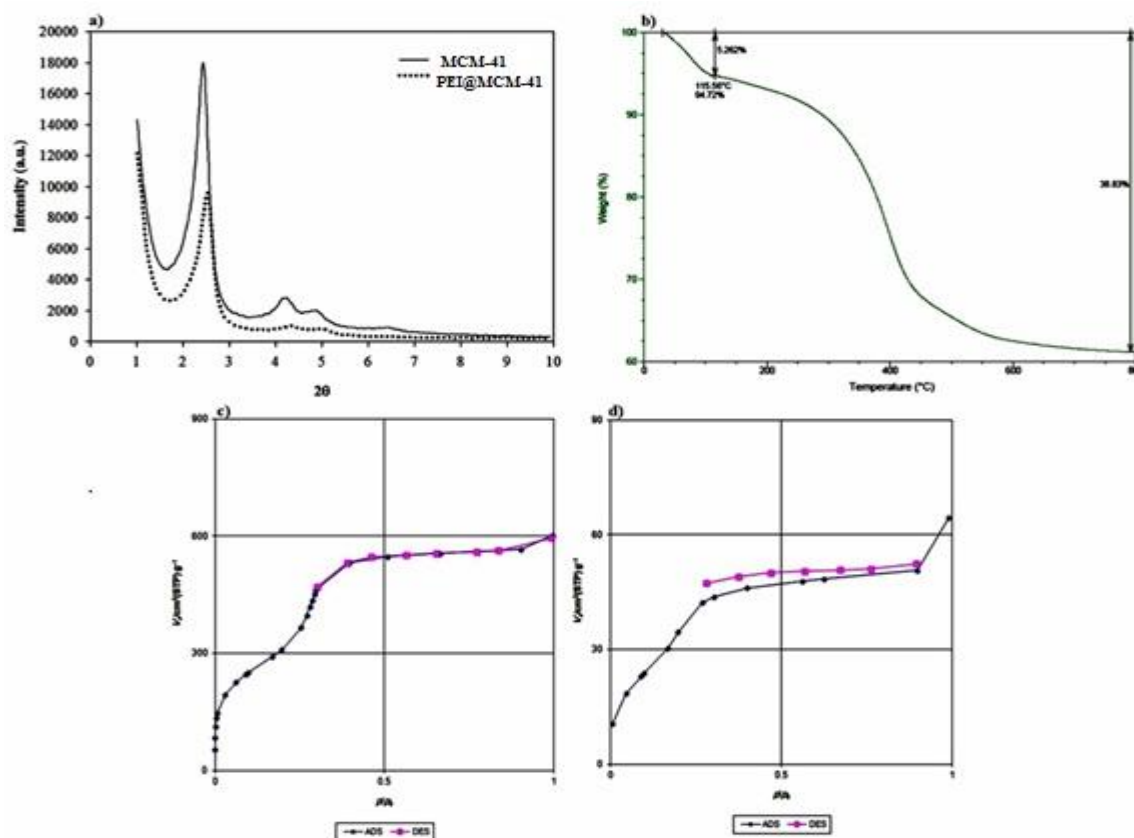 a)
20000
18000
16000
14000
12000
10000
8000
6000
4000
2000
0
Intensity (a.u.)
MCM-41
PEI@MCM-41
0 1 2 3 4 5 6 7 8 9 10
2θ
b)
100
90
80
70
60
Weight (%)
5.262%
115.56°C
94.72%
38.83%
0 200 400 600
Temperature (°C)
c)
900
600
300
0
0 0.5 1
ADS DES
d)
90
60
30
0
0 0.5 1
ADS DES